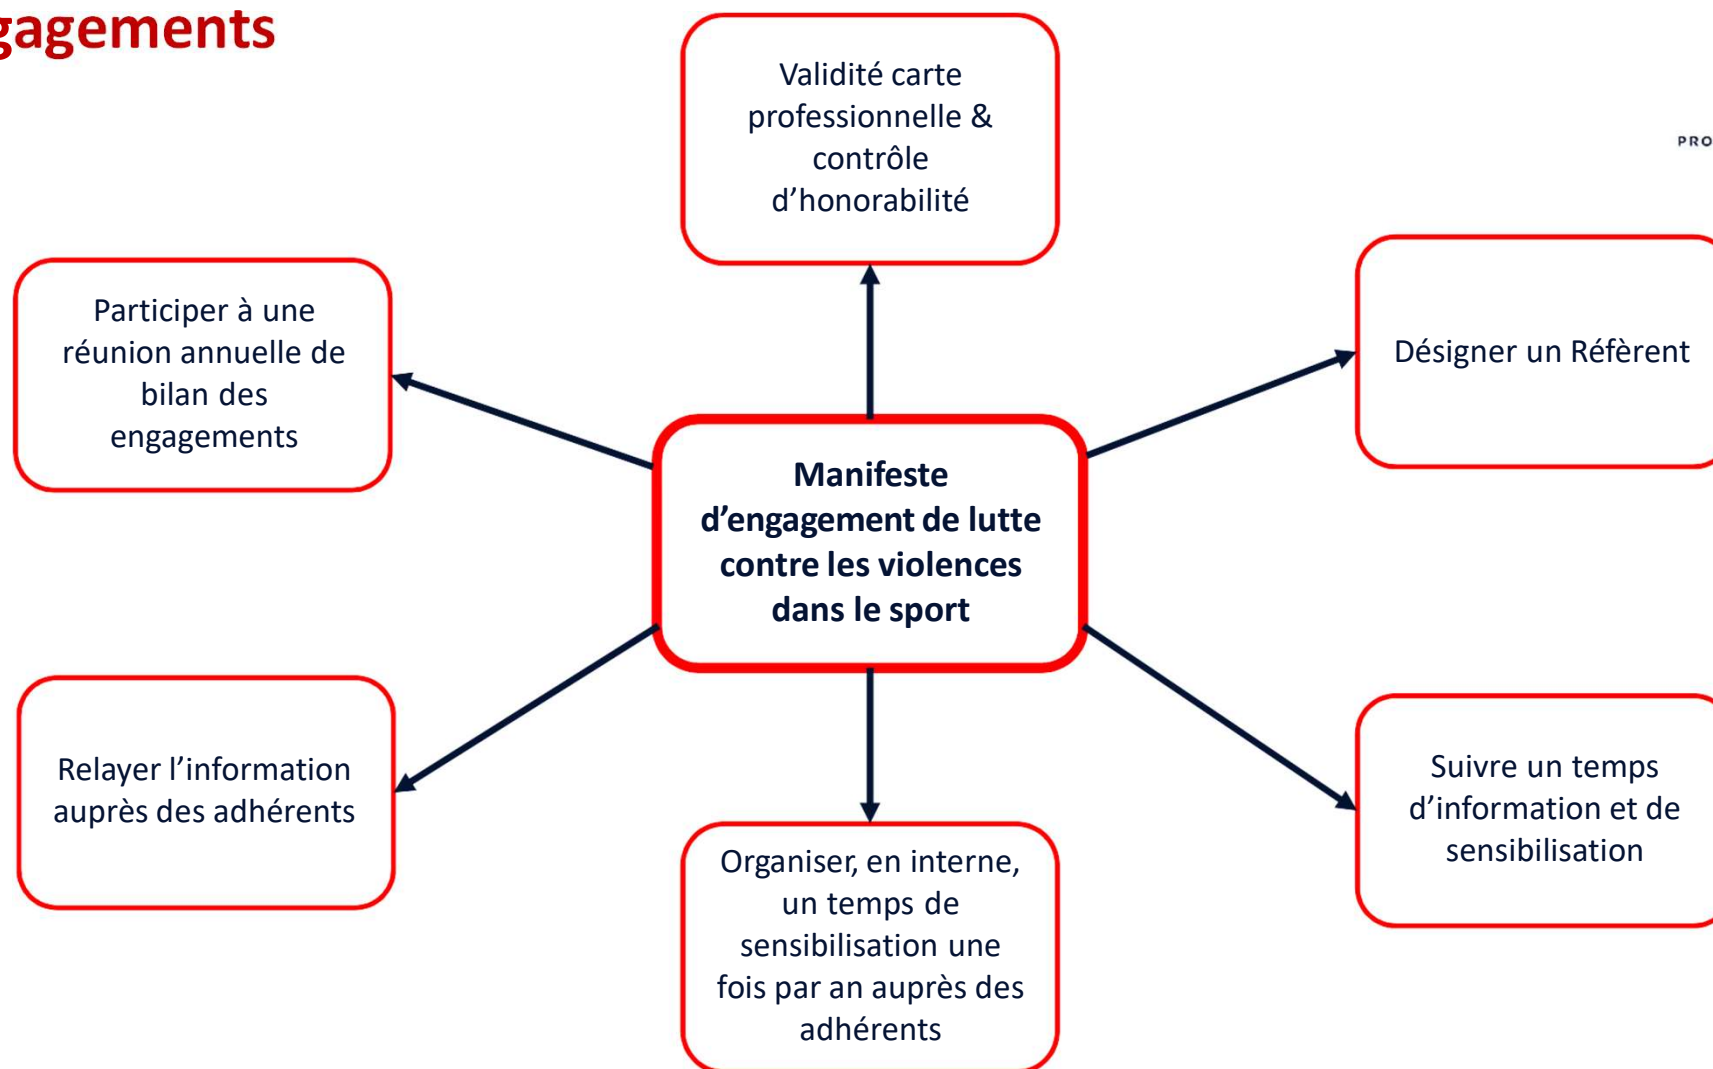 gagements
Validité carte
professionnelle &
contrôle
d’honorabilité
PRO
Participer à une
réunion annuelle de
bilan des
engagements
Désigner un Réfèrent
Manifeste
d’engagement de lutte
contre les violences
dans le sport
Relayer l’information
auprès des adhérents
Suivre un temps
d’information et de
sensibilisation
Organiser, en interne,
un temps de
sensibilisation une
fois par an auprès des
adhérents